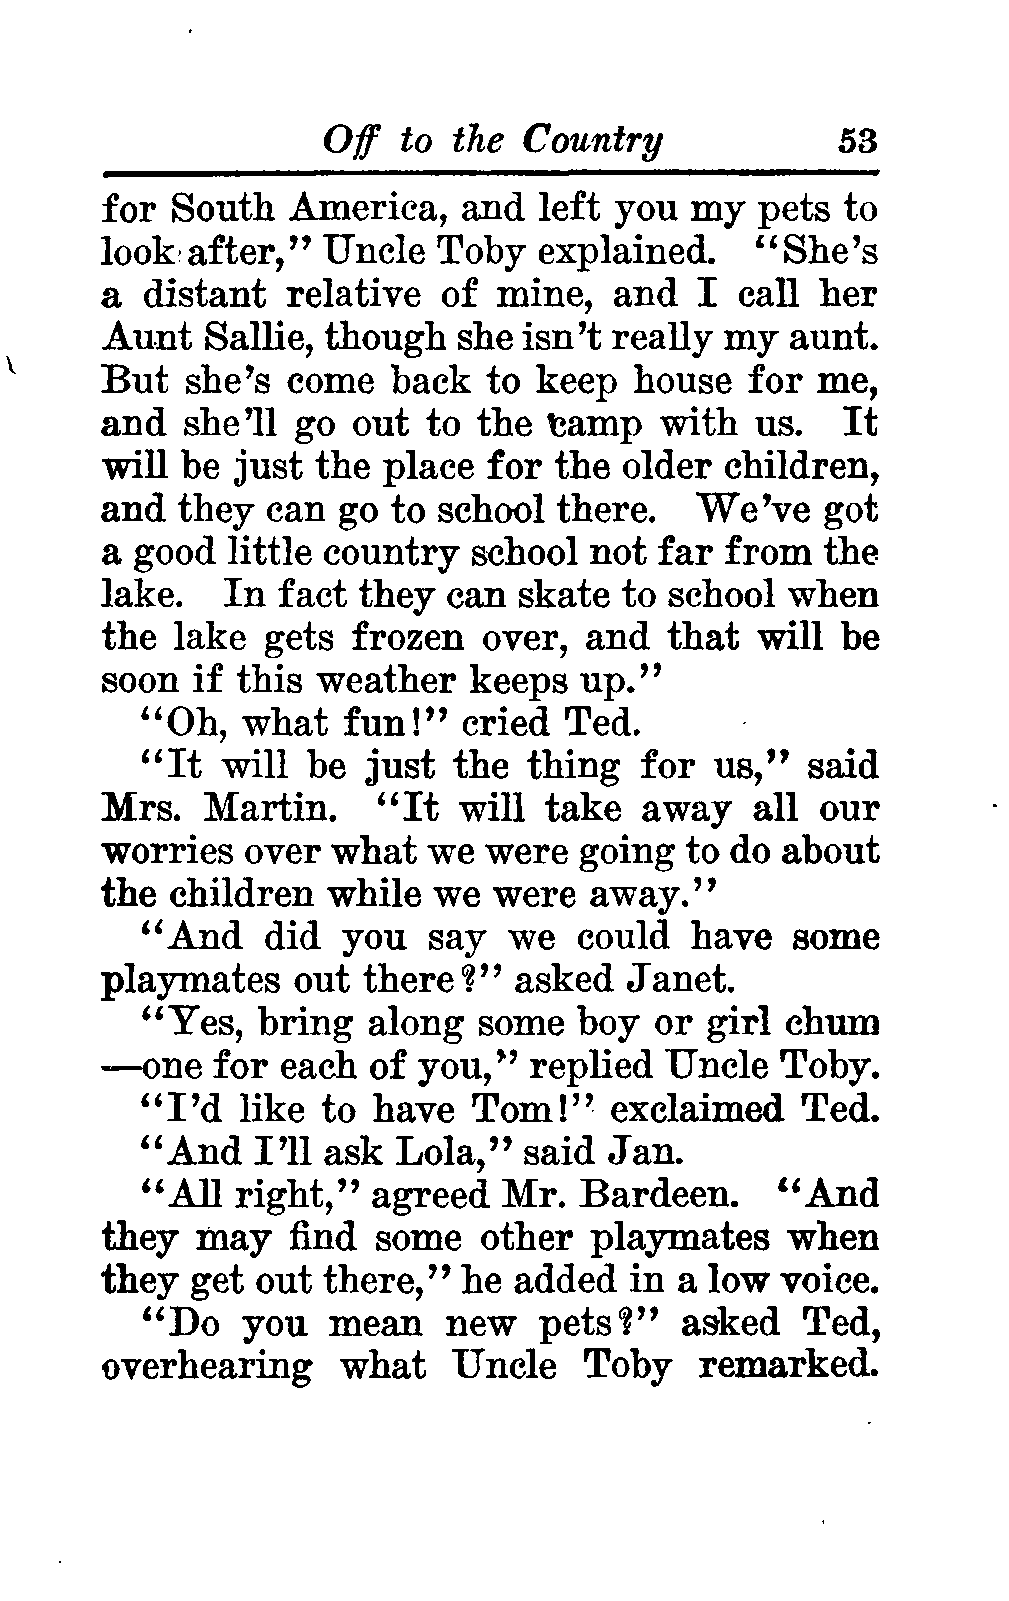 Off to the Country 53
for South America, and left you my pets to
look after,” Uncle Toby explained. “She’s
a distant relative of mine, and I call her
Aunt Sallie, though she isn’t really my aunt.
But she’s come back to keep house for me,
and she’ll go out to the camp with us. It
will be just the place for the older children,
and they can go to school there. We’ve got
a good little country school not far from the
lake. In fact they can skate to school when
the lake gets frozen over, and that will be
soon if this weather keeps up.”
“Oh, what fun!” cried Ted.
“It will be just the thing for us,” said
Mrs. Martin. “It will take away all our
worries over what we were going to do about
the children while we were away.”
“And did you say we could have some
playmates out there?” asked Janet.
“Yes, bring along some boy or girl chum
—one for each of you,” replied Uncle Toby.
“I’d like to have Tom!” exclaimed Ted.
“And I’ll ask Lola,” said Jan.
“All right,” agreed Mr. Bardeen. “And
they may find some other playmates when
they get out there,” he added in a low voice.
“Do you mean new pets?” asked Ted,
overhearing what Uncle Toby remarked.